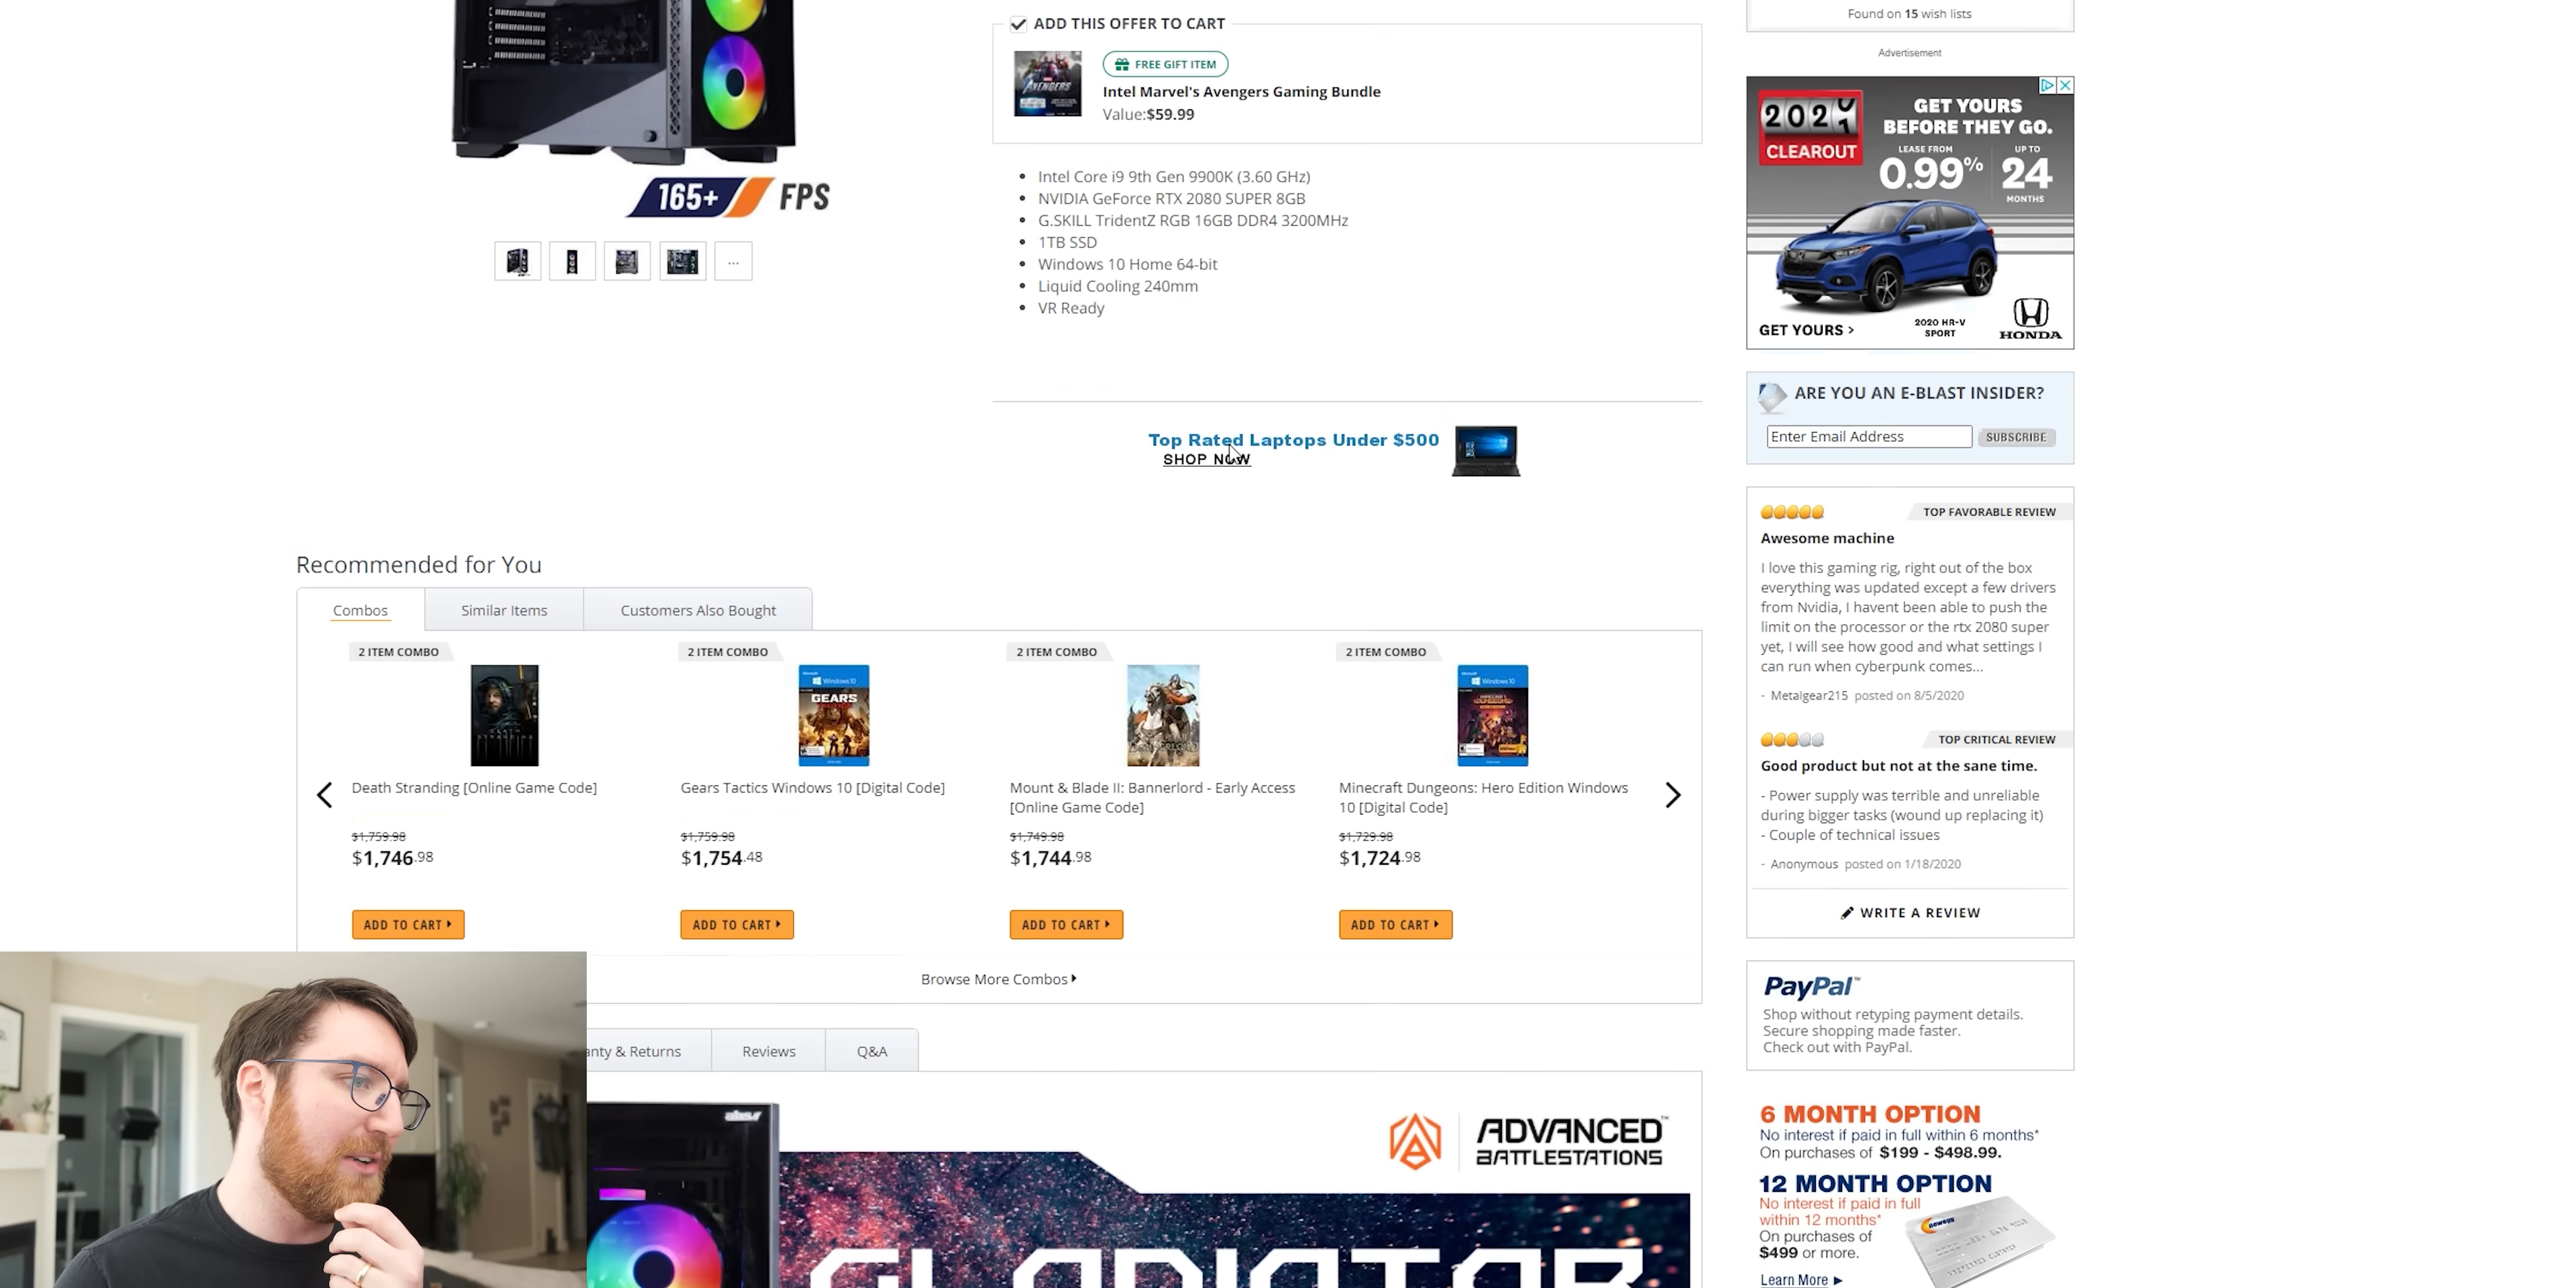 ADD THIS OFFER TO CART
FREE GIFT ITEM
Intel Marvel's Avengers Gaming Bundle
Value:$59.99
AVENGERS
165+ FPS
...
Intel Core i9 9th Gen 9900K (3.60 GHz)
NVIDIA GeForce RTX 2080 SUPER 8GB
G.SKILL TridentZ RGB 16GB DDR4 3200MHz
1TB SSD
Windows 10 Home 64-bit
Liquid Cooling 240mm
VR Ready
Top Rated Laptops Under $500
SHOP NOW
Recommended for You
Combos
Similar Items
Customers Also Bought
2 ITEM COMBO
Death Stranding [Online Game Code]
$1,759.98
$1,746.98
ADD TO CART
2 ITEM COMBO
Windows 10
GEARS
Gears Tactics Windows 10 [Digital Code]
$1,759.98
$1,754.48
ADD TO CART
2 ITEM COMBO
Mount & Blade II: Bannerlord - Early Access
[Online Game Code]
$1,749.98
$1,744.98
ADD TO CART
2 ITEM COMBO
Windows 10
Minecraft Dungeons: Hero Edition Windows
10 [Digital Code]
$1,729.98
$1,724.98
ADD TO CART
Browse More Combos
anty & Returns
Reviews
Q&A
abs
ADVANCED
BATTLESTATIONS™
GLADIATOR
Found on 15 wish lists
Advertisement
2021
CLEAROUT
GET YOURS
BEFORE THEY GO.
LEASE FROM
0.99%
UP TO
24
MONTHS
GET YOURS >
2020 HR-V
SPORT
HONDA
ARE YOU AN E-BLAST INSIDER?
Enter Email Address
SUBSCRIBE
TOP FAVORABLE REVIEW
Awesome machine
I love this gaming rig, right out of the box
everything was updated except a few drivers
from Nvidia, I havent been able to push the
limit on the processor or the rtx 2080 super
yet, I will see how good and what settings I
can run when cyberpunk comes...
- Metalgear215 posted on 8/5/2020
TOP CRITICAL REVIEW
Good product but not at the sane time.
- Power supply was terrible and unreliable
during bigger tasks (wound up replacing it)
- Couple of technical issues
- Anonymous posted on 1/18/2020
WRITE A REVIEW
PayPal™
Shop without retyping payment details.
Secure shopping made faster.
Check out with PayPal.
6 MONTH OPTION
No interest if paid in full within 6 months*
On purchases of $199 - $498.99.
12 MONTH OPTION
No interest if paid in full
within 12 months*
On purchases of
$499 or more.
newegg
Learn More